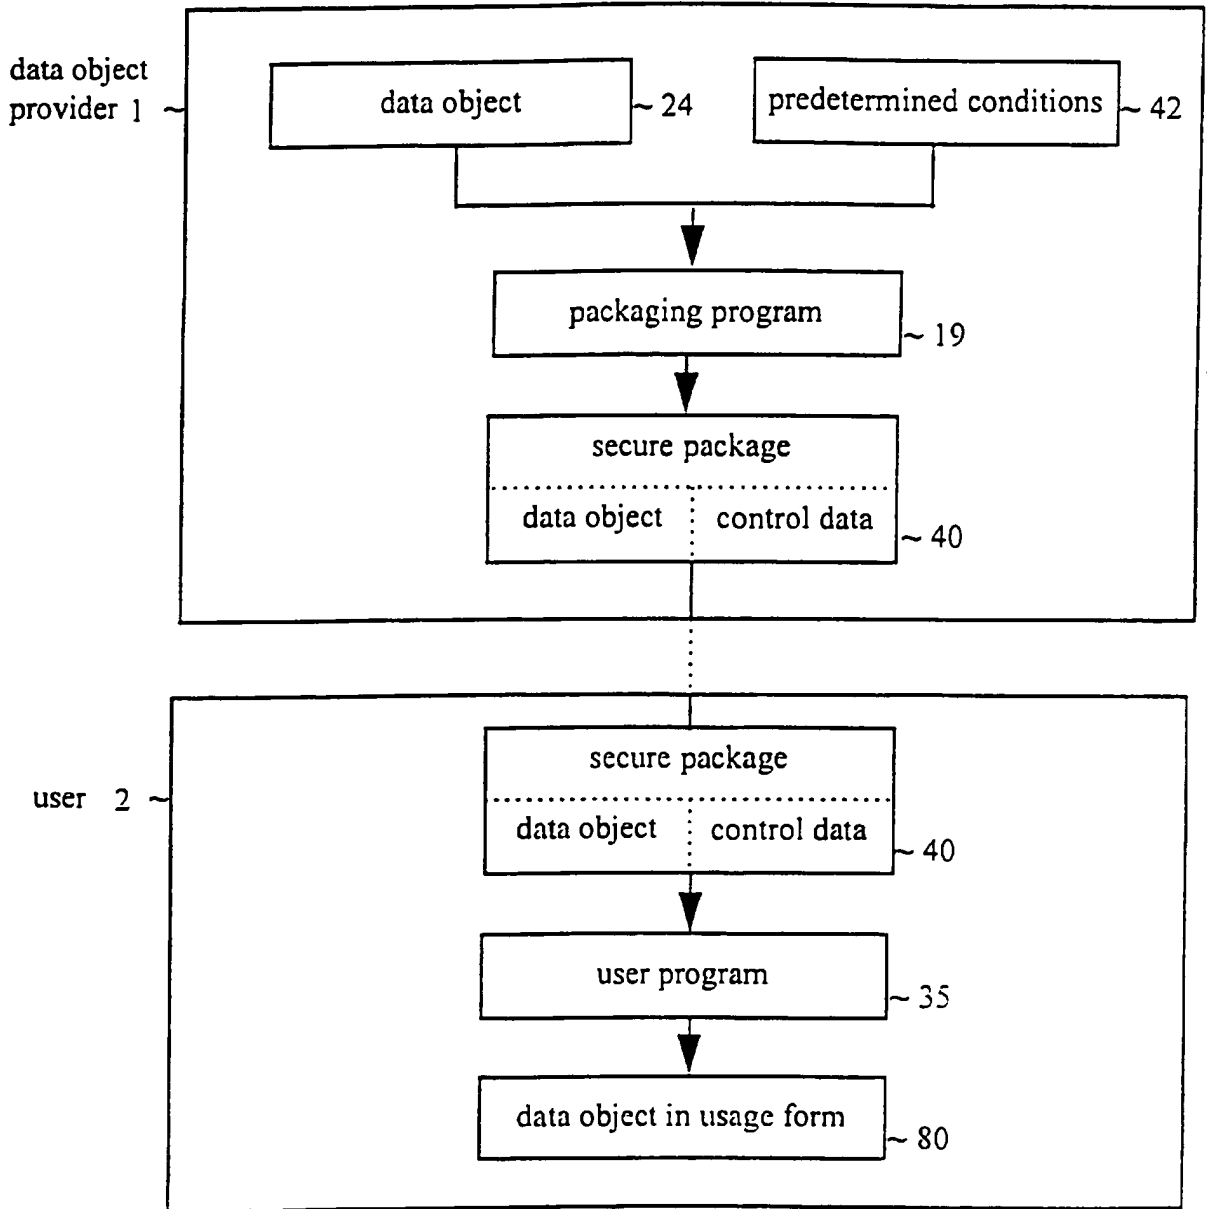 data object
provider 1 ~
data object
~ 24
predetermined conditions
~ 42
packaging program
~ 19
secure package
data object
control data
~ 40
user 2 ~
secure package
data object
control data
~ 40
user program
~ 35
data object in usage form
~ 80